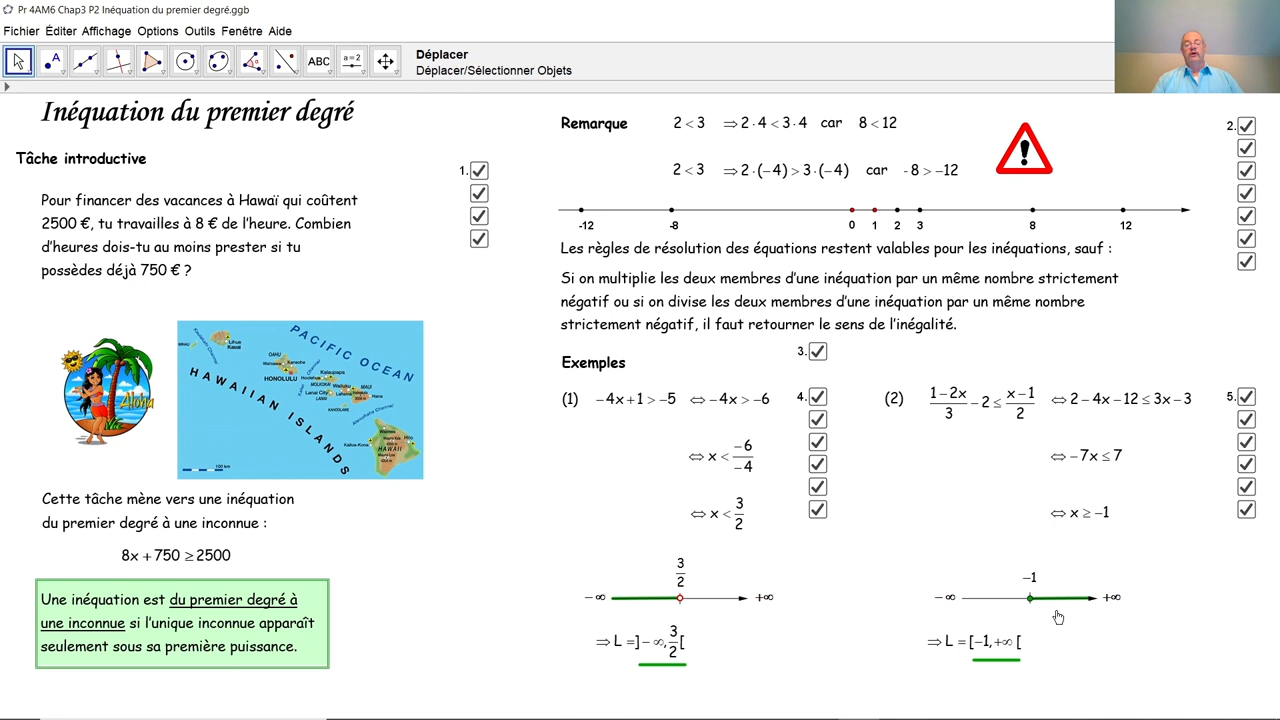 Pr 4AM6 Chap3 P2 Inéquation du premier degré.ggb
Fichier Éditer Affichage Options Outils Fenêtre Aide
A
ABC
a=2
Déplacer
Déplacer/Sélectionner Objets
Inéquation du premier degré
Tâche introductive
1.
Pour financer des vacances à Hawaï qui coûtent
2500 €, tu travailles à 8 € de l'heure. Combien
d'heures dois-tu au moins prester si tu
possèdes déjà 750 € ?
Aloha
PACIFIC OCEAN
HAWAIIAN ISLANDS
Lihue
Kauai
OAHU
HONOLULU
MAUI
HAWAII
Hilo
100 km
Cette tâche mène vers une inéquation
du premier degré à une inconnue :
8x + 750 ≥ 2500
Une inéquation est du premier degré à
une inconnue si l'unique inconnue apparaît
seulement sous sa première puissance.
Remarque 2 < 3 ⇒ 2 · 4 < 3 · 4 car 8 < 12
2.
2 < 3 ⇒ 2 · (−4) > 3 · (−4) car -8 > −12
!
-12 -8 0 1 2 3 8 12
Les règles de résolution des équations restent valables pour les inéquations, sauf :
Si on multiplie les deux membres d'une inéquation par un même nombre strictement
négatif ou si on divise les deux membres d'une inéquation par un même nombre
strictement négatif, il faut retourner le sens de l'inégalité.
3.
Exemples
(1) −4x + 1 > −5 ⇔ −4x > −6
4.
⇔ x < −6/−4
⇔ x < 3/2
3/2
−∞ +∞
⇒ L = ]−∞, 3/2[
(2) (1−2x)/3 − 2 ≤ (x−1)/2 ⇔ 2 − 4x − 12 ≤ 3x − 3
5.
⇔ −7x ≤ 7
⇔ x ≥ −1
−1
−∞ +∞
⇒ L = [−1, +∞ [